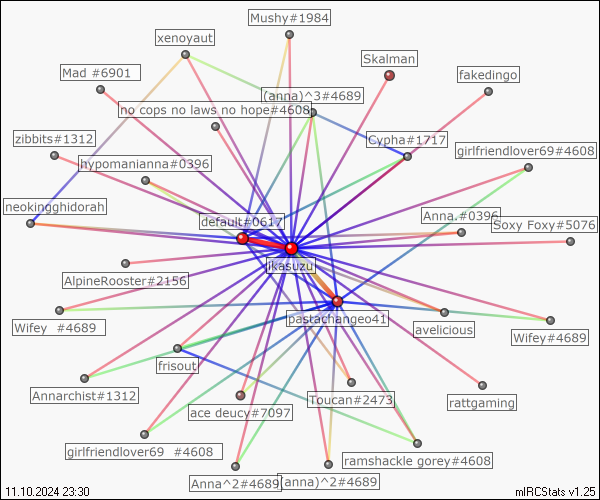 Mushy#1984
xenoyaut
Skalman
Mad #6901
fakedingo
(anna)^3#4689
no cops no laws no hope#4608
zibbits#1312
Cypha#1717
girlfriendlover69#4608
hypomanianna#0396
neokingghidorah
default#0617
Anna.#0396
Soxy Foxy#5076
ikasuzu
AlpineRooster#2156
pastachangeo41
Wifey #4689
avelicious
Wifey#4689
frisout
Annarchist#1312
Toucan#2473
rattgaming
ace deucy#7097
girlfriendlover69 #4608
ramshackle gorey#4608
Anna^2#4689
(anna)^2#4689
11.10.2024 23:30
mIRCStats v1.25